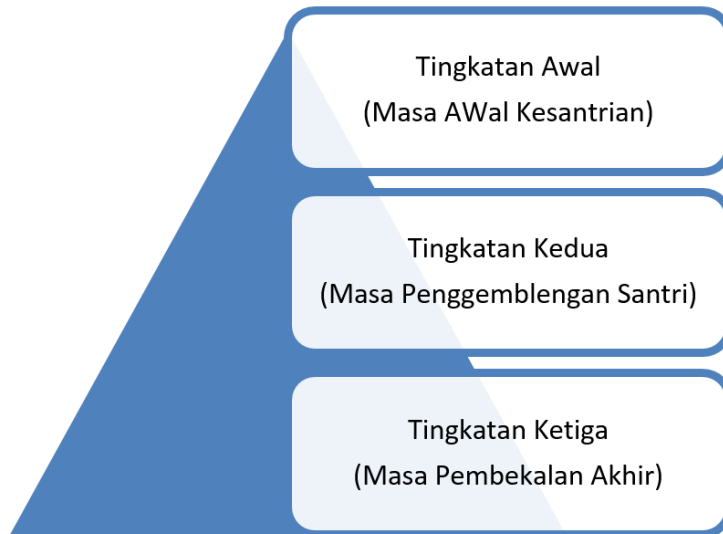 Tingkatan Awal
(Masa AWal Kesantrian)
Tingkatan Kedua
(Masa Penggemblengan Santri)
Tingkatan Ketiga
(Masa Pembekalan Akhir)